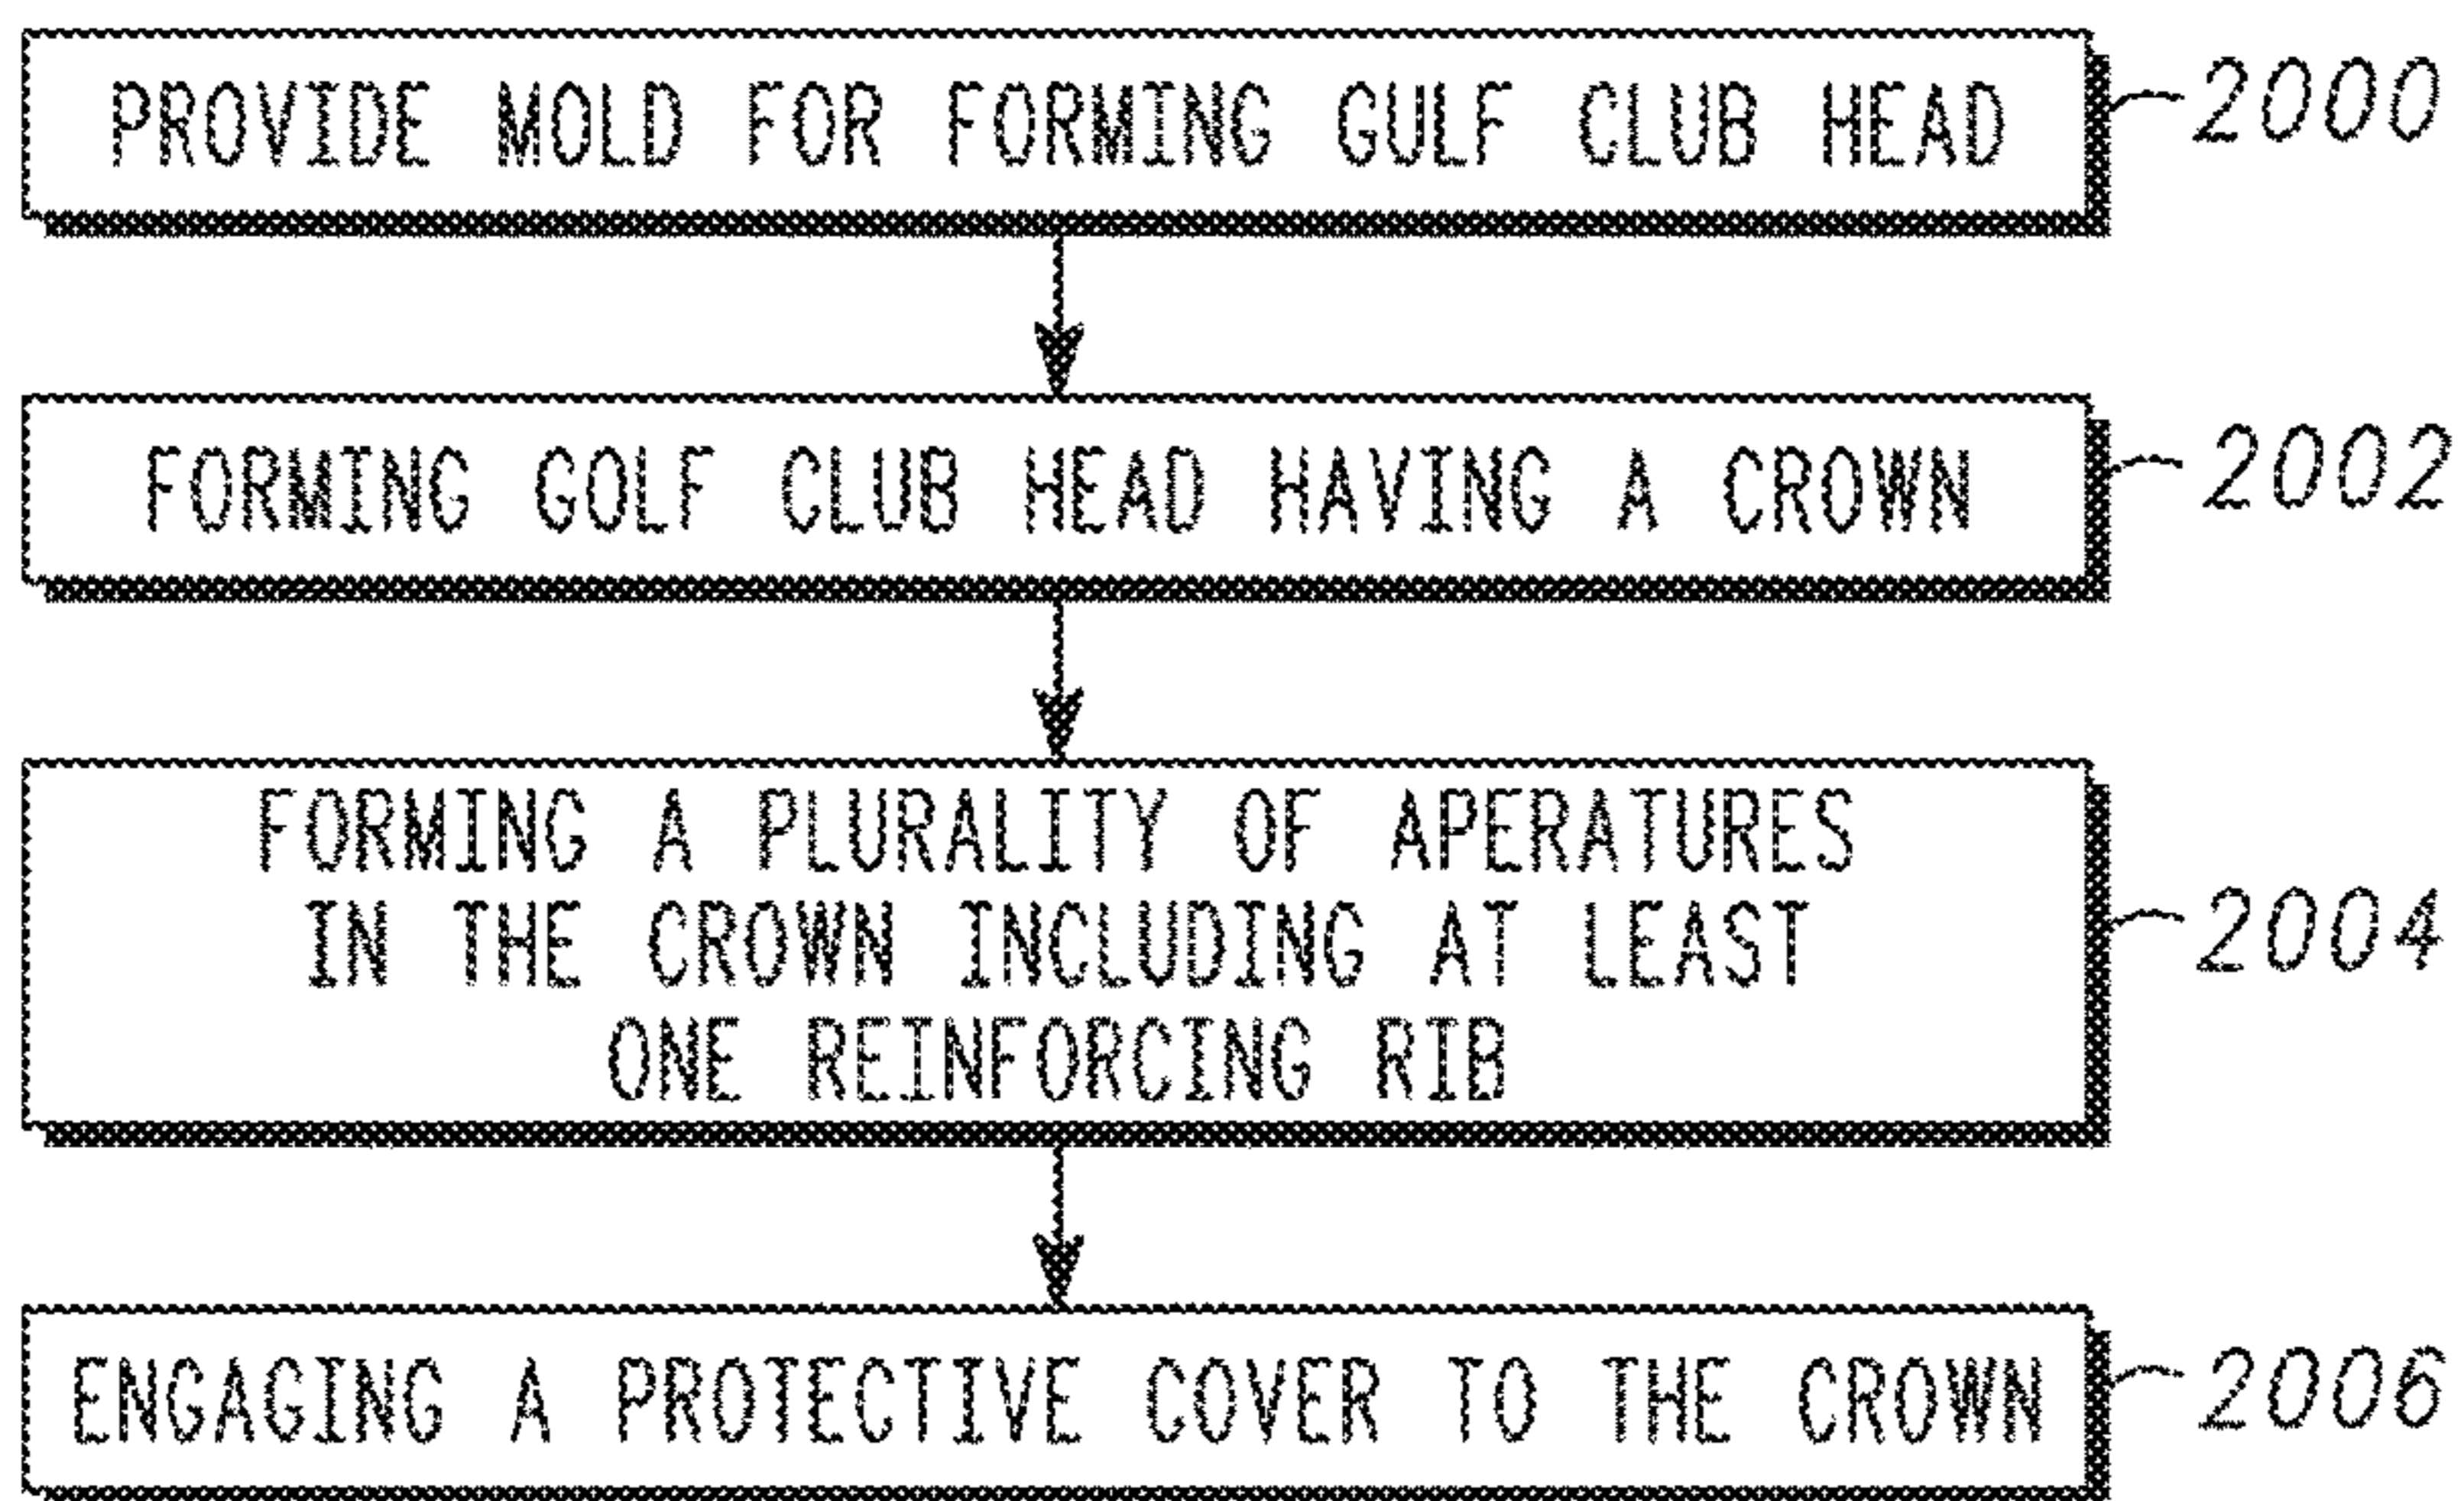 PROVIDE MOLD FOR FORMING GULF CLUB HEAD 2000
FORMING GOLF CLUB HEAD HAVING A CROWN 2002
FORMING A PLURALITY OF APERATURES
IN THE CROWN INCLUDING AT LEAST 2004
ONE REINFORCING RIB
ENGAGING A PROTECTIVE COVER TO THE CROWN 2006